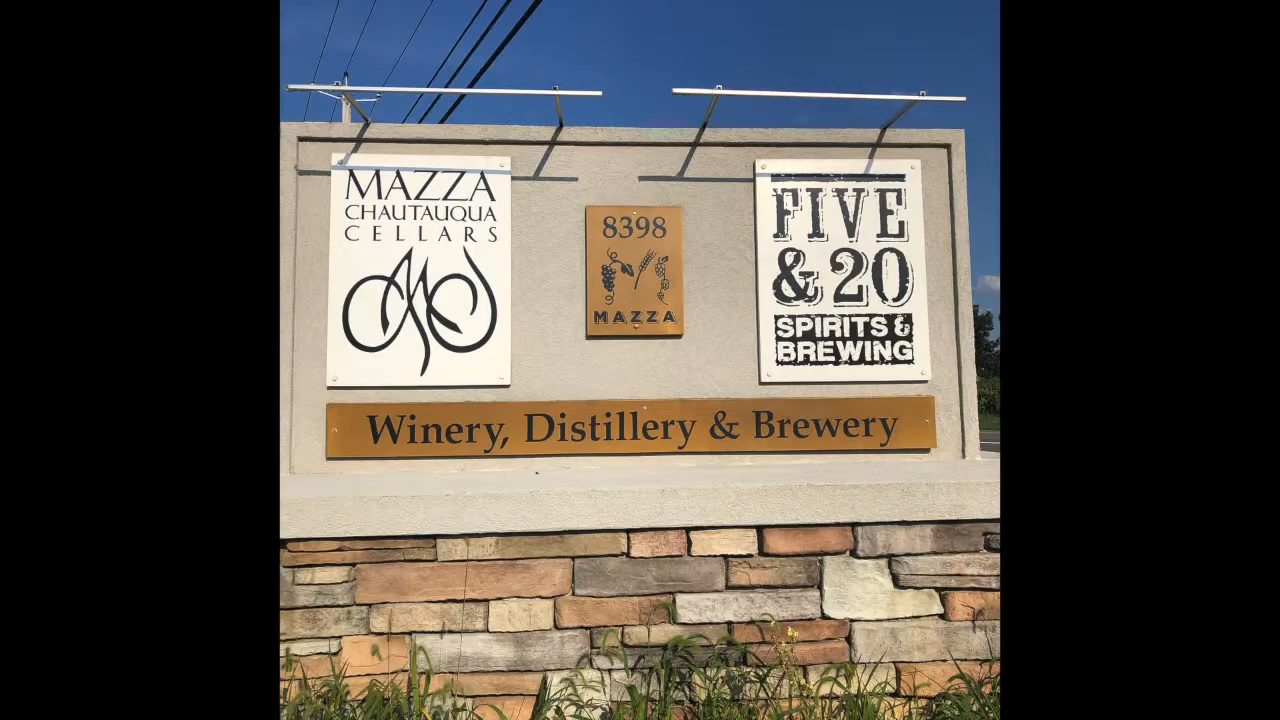 MAZZA
CHAUTAUQUA
CELLARS
8398
MAZZA
FIVE
& 20
SPIRITS &
BREWING
Winery, Distillery & Brewery